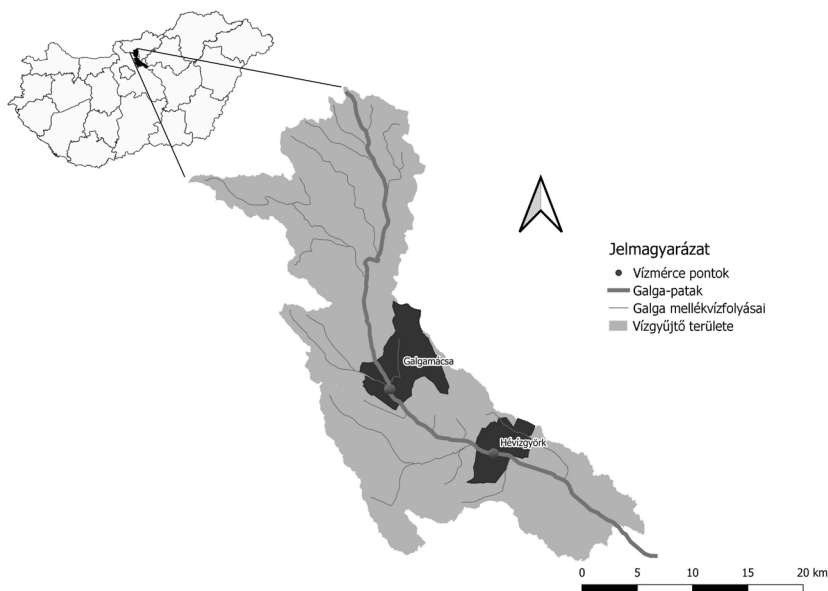 Jelmagyarázat
Vízmérce pontok
Galga-patak
Galga mellékvízfolyásai
Vízgyűjtő területe
Galgamácsa
Hévízgyörk
0 5 10 15 20 km